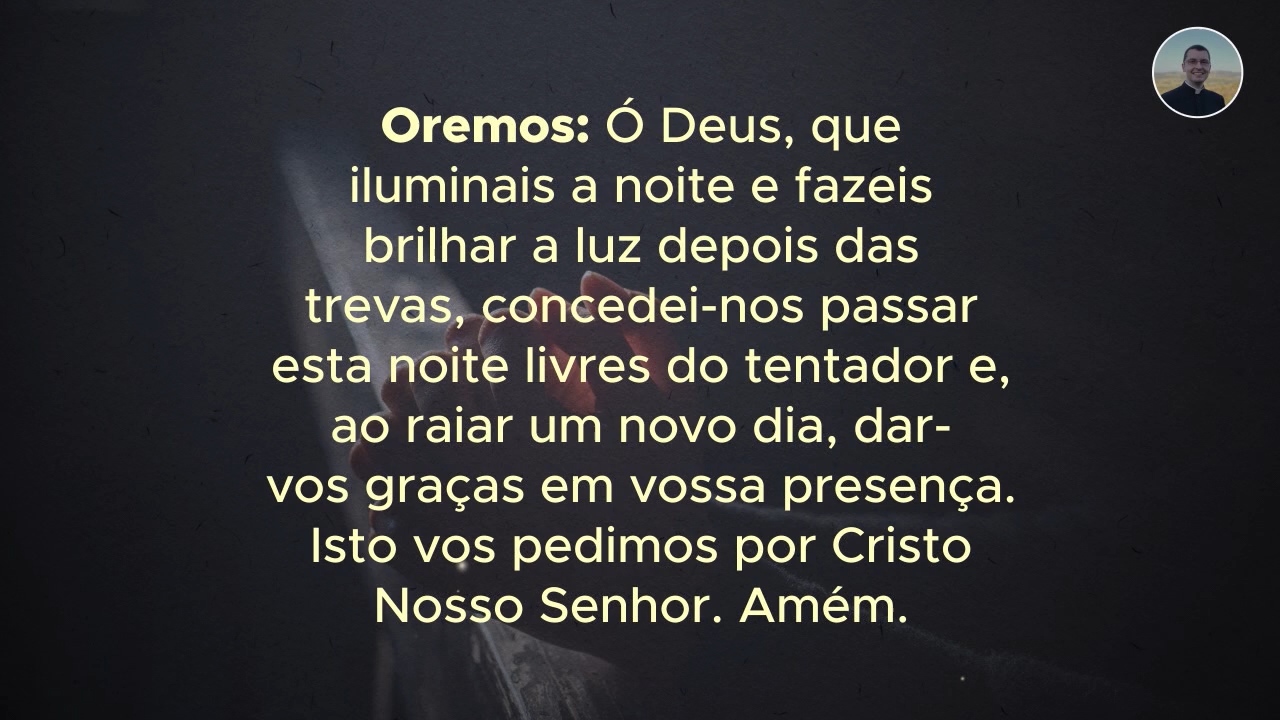 Oremos: Ó Deus, que
iluminais a noite e fazeis
brilhar a luz depois das
trevas, concedei-nos passar
esta noite livres do tentador e,
ao raiar um novo dia, dar-
vos graças em vossa presença.
Isto vos pedimos por Cristo
Nosso Senhor. Amém.